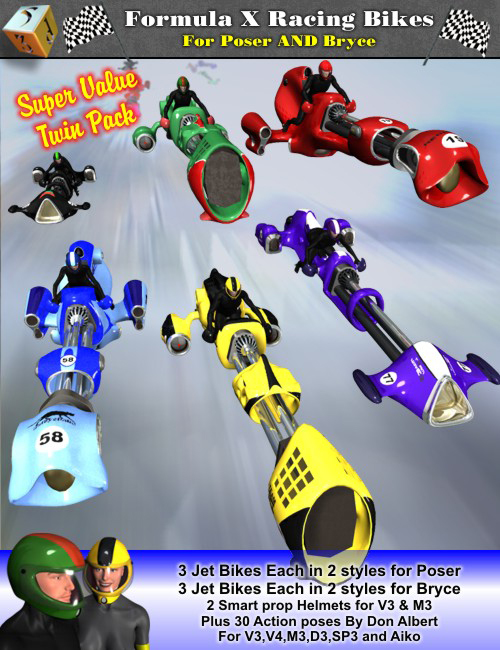 Formula X Racing Bikes
For Poser AND Bryce
Super Value
Twin Pack
58
58
3 Jet Bikes Each in 2 styles for Poser
3 Jet Bikes Each in 2 styles for Bryce
2 Smart prop Helmets for V3 & M3
Plus 30 Action poses By Don Albert
For V3,V4,M3,D3,SP3 and Aiko